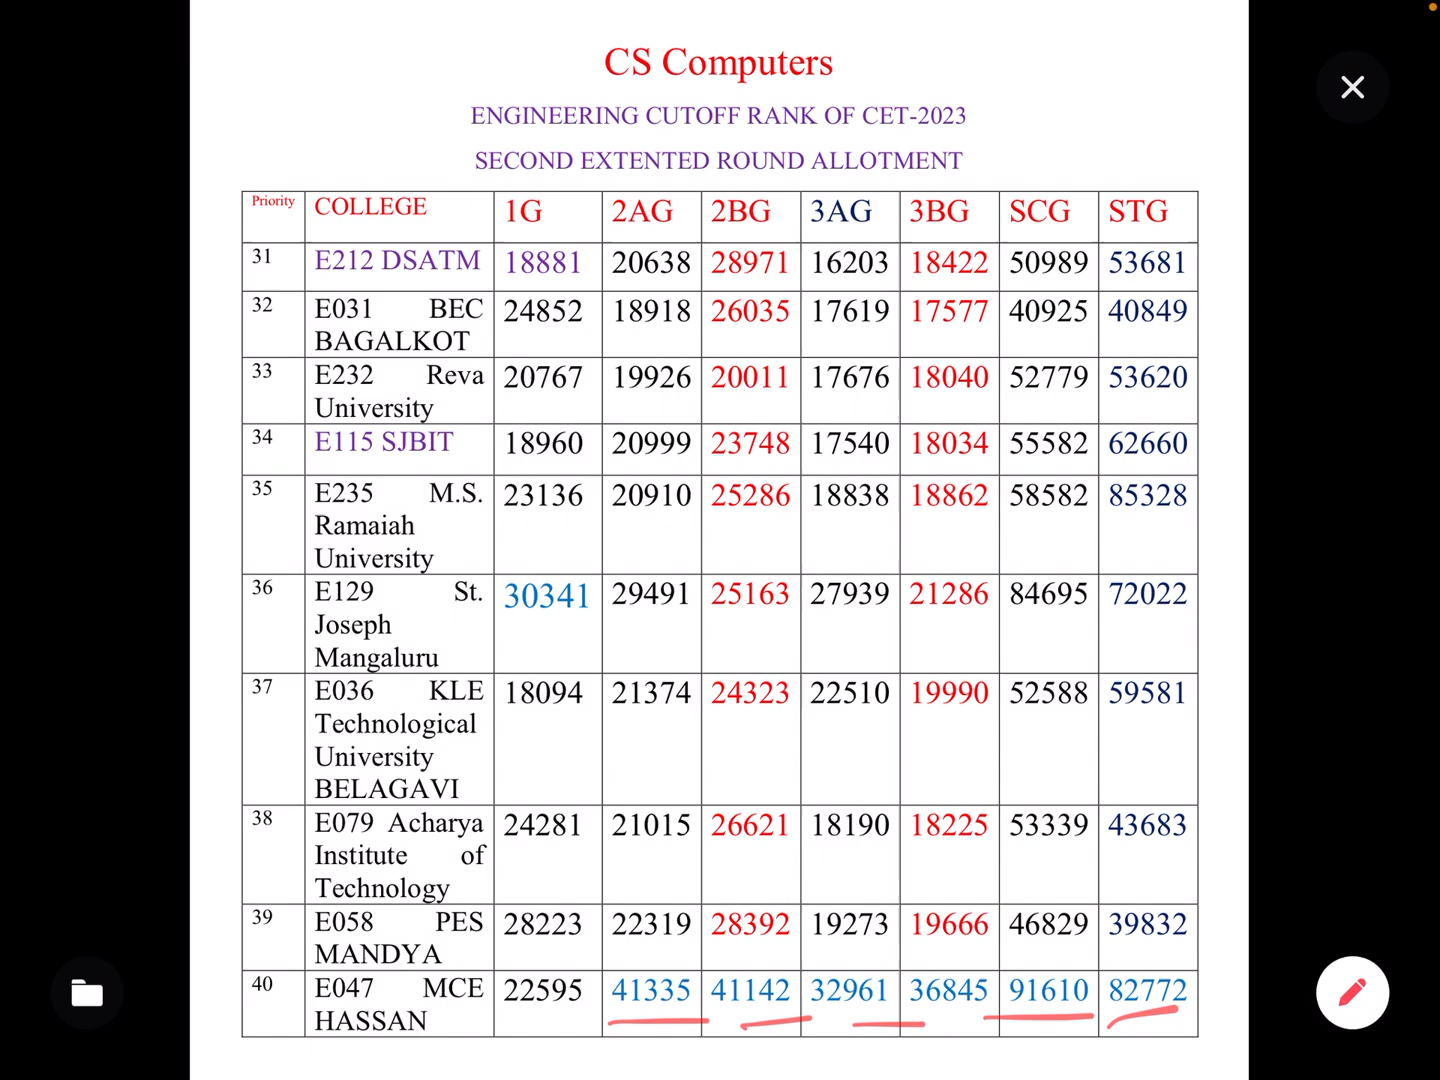 CS Computers
ENGINEERING CUTOFF RANK OF CET-2023
SECOND EXTENTED ROUND ALLOTMENT
Priority COLLEGE 1G 2AG 2BG 3AG 3BG SCG STG
31 E212 DSATM 18881 20638 28971 16203 18422 50989 53681
32 E031 BEC 24852 18918 26035 17619 17577 40925 40849
BAGALKOT
33 E232 Reva 20767 19926 20011 17676 18040 52779 53620
University
34 E115 SJBIT 18960 20999 23748 17540 18034 55582 62660
35 E235 M.S. 23136 20910 25286 18838 18862 58582 85328
Ramaiah
University
36 E129 St. 30341 29491 25163 27939 21286 84695 72022
Joseph
Mangaluru
37 E036 KLE 18094 21374 24323 22510 19990 52588 59581
Technological
University
BELAGAVI
38 E079 Acharya 24281 21015 26621 18190 18225 53339 43683
Institute of
Technology
39 E058 PES 28223 22319 28392 19273 19666 46829 39832
MANDYA
40 E047 MCE 22595 41335 41142 32961 36845 91610 82772
HASSAN